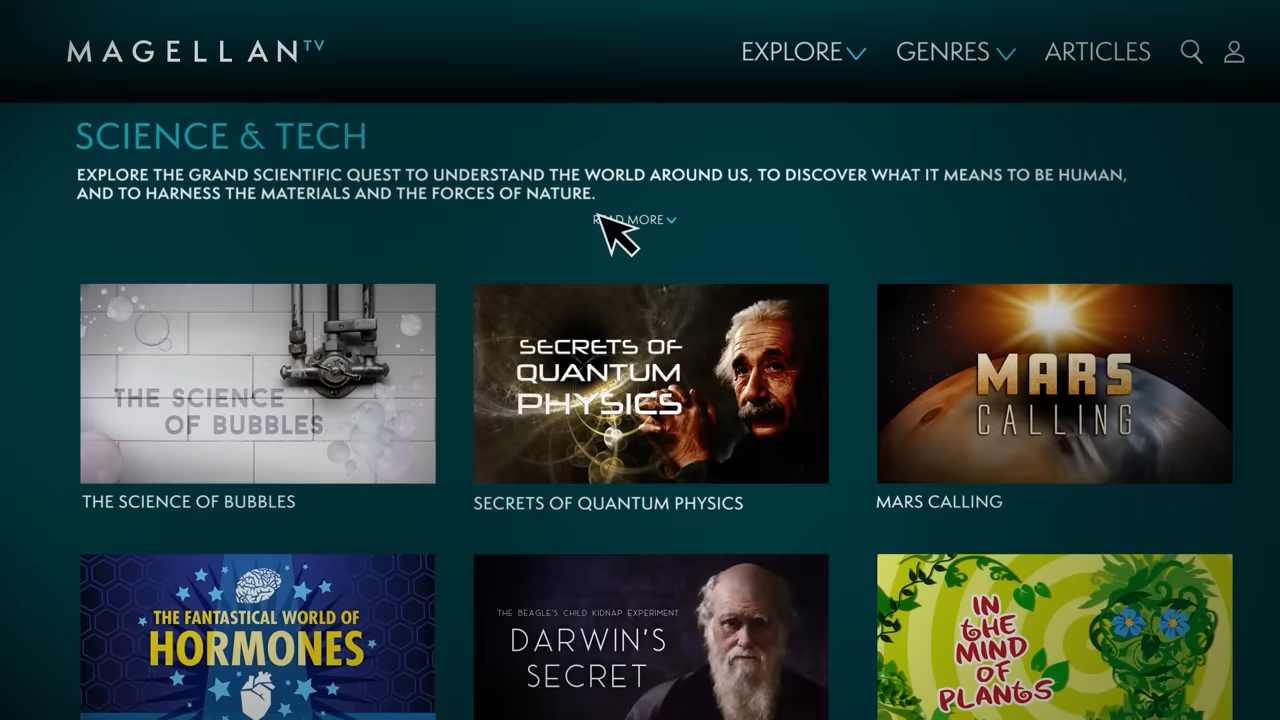 MAGELLANTV
EXPLORE
GENRES
ARTICLES
SCIENCE & TECH
EXPLORE THE GRAND SCIENTIFIC QUEST TO UNDERSTAND THE WORLD AROUND US, TO DISCOVER WHAT IT MEANS TO BE HUMAN,
AND TO HARNESS THE MATERIALS AND THE FORCES OF NATURE.
READ MORE
THE SCIENCE
OF BUBBLES
SECRETS OF
QUANTUM
PHYSICS
MARS
CALLING
THE SCIENCE OF BUBBLES
SECRETS OF QUANTUM PHYSICS
MARS CALLING
THE FANTASTICAL WORLD OF
HORMONES
THE BEAGLE'S CHILD KIDNAP EXPERIMENT
DARWIN'S
SECRET
IN
THE
MIND
OF
PLANTS